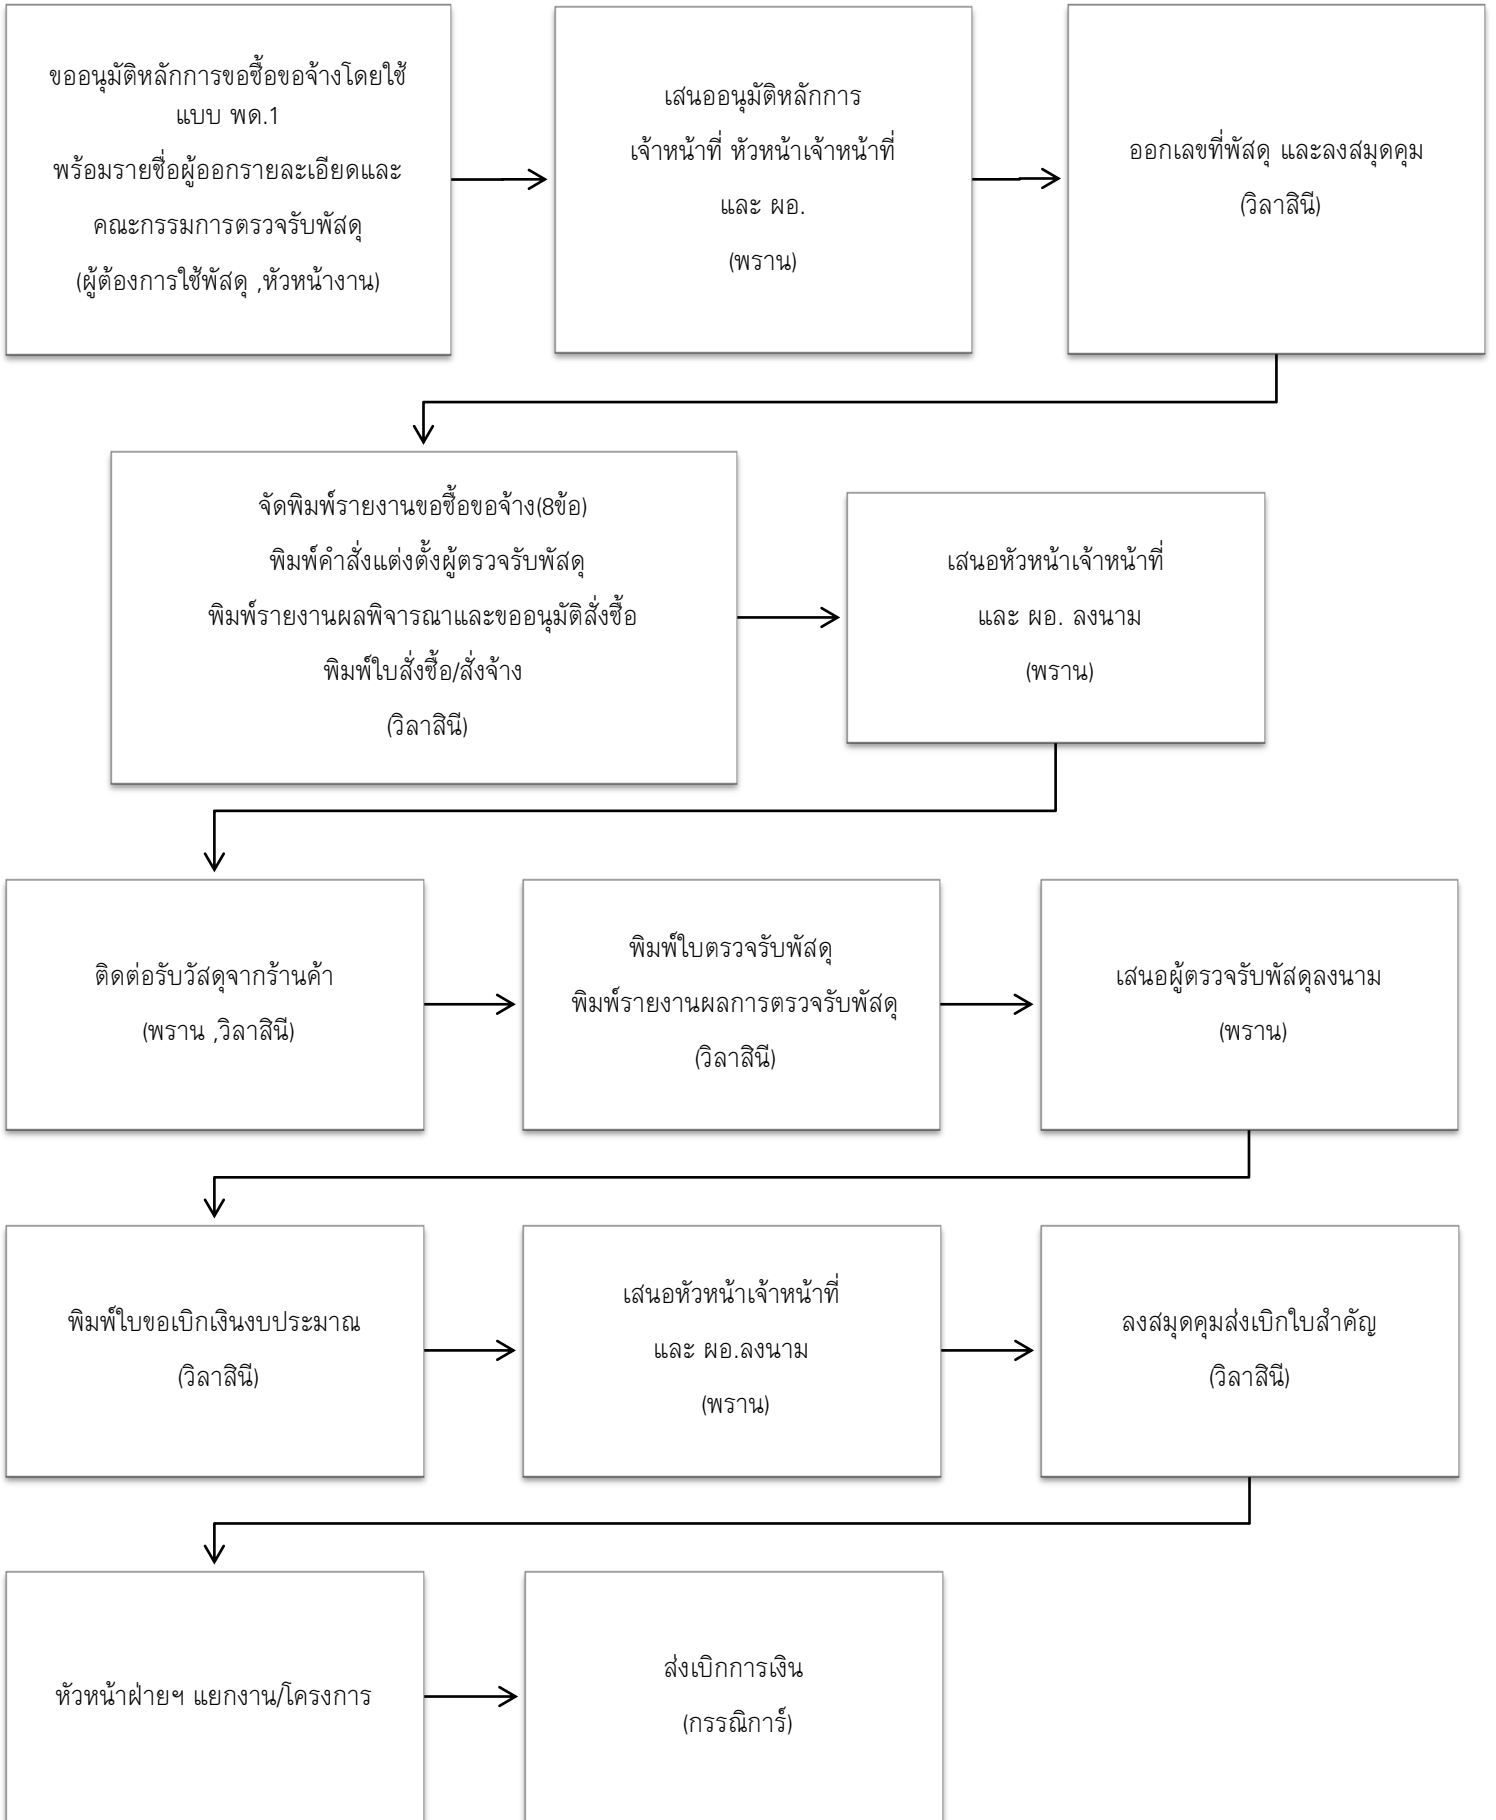 ขออนุมัติหลักการขอซื้อขอจ้างโดยใช้
แบบ พด.1
พร้อมรายชื่อผู้ออกรายละเอียดและ
คณะกรรมการตรวจรับพัสดุ
(ผู้ต้องการใช้พัสดุ ,หัวหน้างาน)
เสนออนุมัติหลักการ
เจ้าหน้าที่ หัวหน้าเจ้าหน้าที่
และ ผอ.
(พราน)
ออกเลขที่พัสดุ และลงสมุดคุม
(วิลาสินี)
จัดพิมพ์รายงานขอซื้อขอจ้าง(8ข้อ)
พิมพ์คำสั่งแต่งตั้งผู้ตรวจรับพัสดุ
พิมพ์รายงานผลพิจารณาและขออนุมัติสั่งซื้อ
พิมพ์ใบสั่งซื้อ/สั่งจ้าง
(วิลาสินี)
เสนอหัวหน้าเจ้าหน้าที่
และ ผอ. ลงนาม
(พราน)
ติดต่อรับวัสดุจากร้านค้า
(พราน ,วิลาสินี)
พิมพ์ใบตรวจรับพัสดุ
พิมพ์รายงานผลการตรวจรับพัสดุ
(วิลาสินี)
เสนอผู้ตรวจรับพัสดุลงนาม
(พราน)
พิมพ์ใบขอเบิกเงินงบประมาณ
(วิลาสินี)
เสนอหัวหน้าเจ้าหน้าที่
และ ผอ.ลงนาม
(พราน)
ลงสมุดคุมส่งเบิกใบสำคัญ
(วิลาสินี)
หัวหน้าฝ่ายฯ แยกงาน/โครงการ
ส่งเบิกการเงิน
(กรรณิการ์)